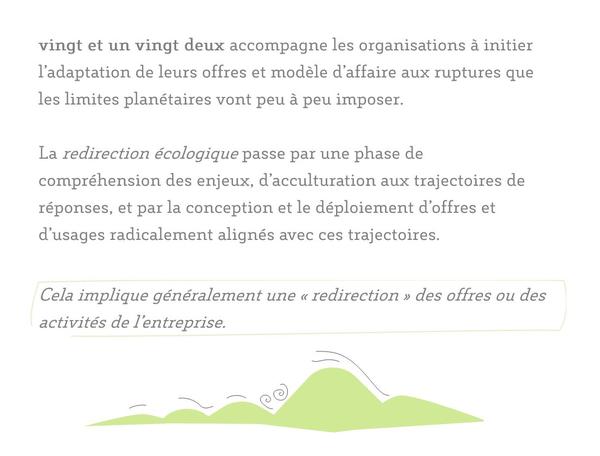 vingt et un vingt deux accompagne les organisations à initier
l'adaptation de leurs offres et modèle d'affaire aux ruptures que
les limites planétaires vont peu à peu imposer.
La redirection écologique passe par une phase de
compréhension des enjeux, d'acculturation aux trajectoires de
réponses, et par la conception et le déploiement d'offres et
d'usages radicalement alignés avec ces trajectoires.
Cela implique généralement une « redirection » des offres ou des
activités de l'entreprise.